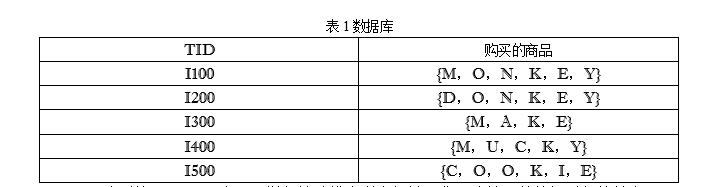 表 1 数据库
TID 购买的商品
I100 {M，O，N，K，E，Y}
I200 {D，O，N，K，E，Y}
I300 {M，A，K，E}
I400 {M，U，C，K，Y}
I500 {C，O，O，K，I，E}